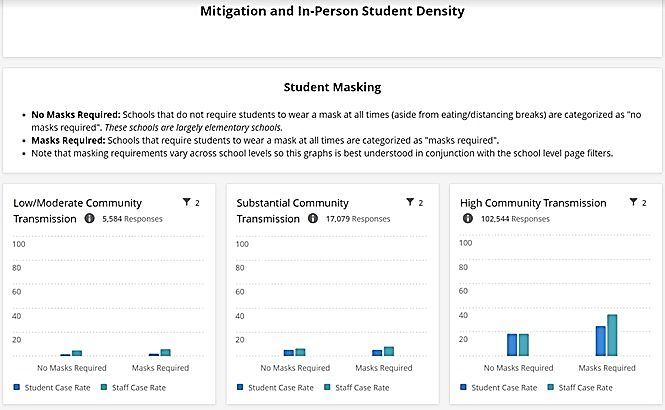 Mitigation and In-Person Student Density
Student Masking
• No Masks Required: Schools that do not require students to wear a mask at all times (aside from eating/distancing breaks) are categorized as "no
masks required". These schools are largely elementary schools.
• Masks Required: Schools that require students to wear a mask at all times are categorized as "masks required".
• Note that masking requirements vary across school levels so this graphs is best understood in conjunction with the school level page filters.
Low/Moderate Community
Transmission 5,584 Responses
2
100
80
60
40
20
No Masks Required Masks Required
Student Case Rate Staff Case Rate
Substantial Community
Transmission 17,079 Responses
2
100
80
60
40
20
No Masks Required Masks Required
Student Case Rate Staff Case Rate
High Community Transmission
2
102,544 Responses
100
80
60
40
20
No Masks Required Masks Required
Student Case Rate Staff Case Rate